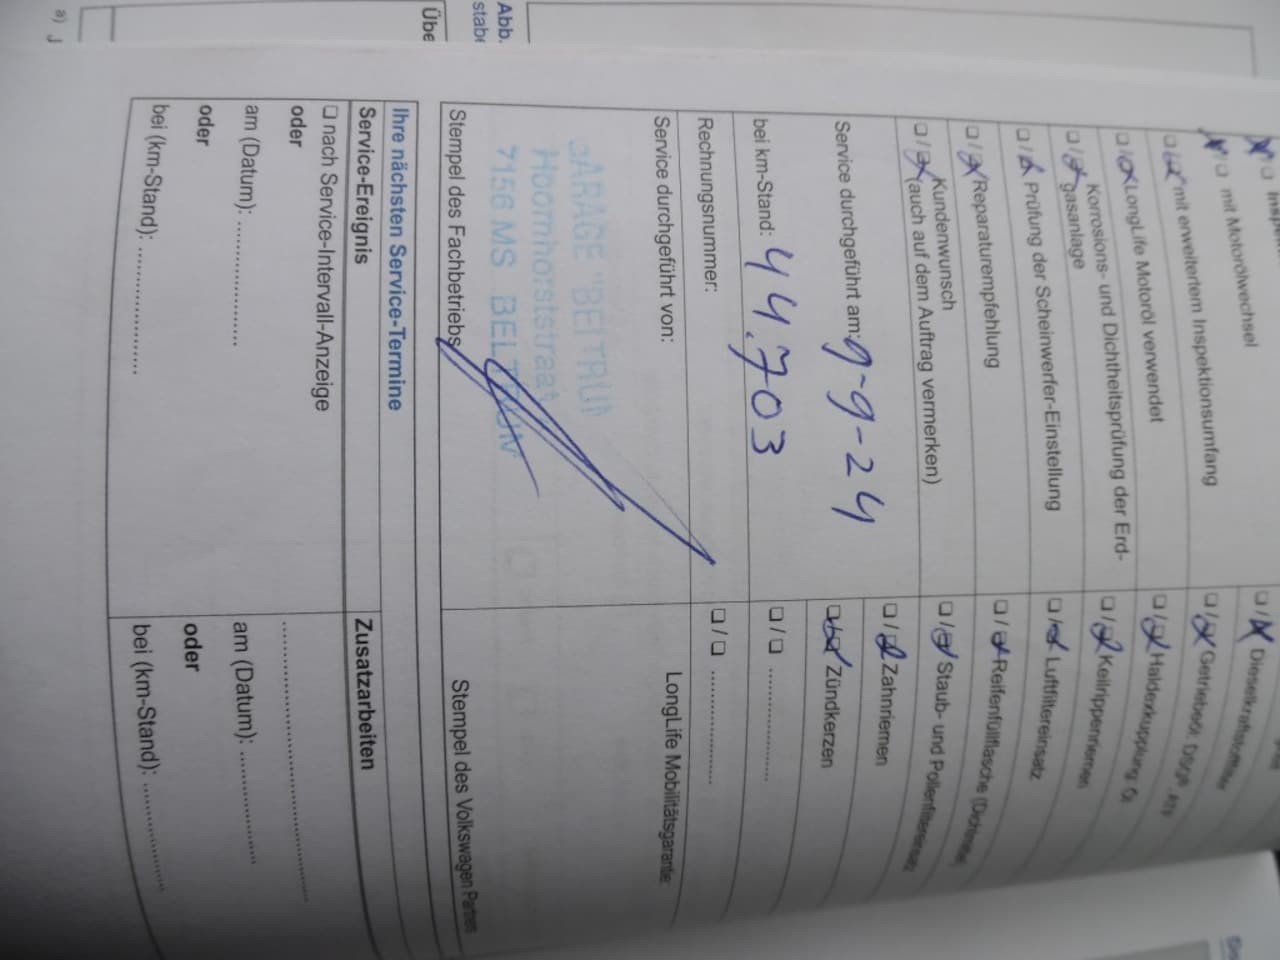 ☒ / ☐ mit Motorölwechsel
☐ / ☒ mit erweitertem Inspektionsumfang
☐ / ☒ LongLife Motoröl verwendet
☐ / ☒ Korrosions- und Dichtheitsprüfung der Erd-
gasanlage
☐ / ☒ Prüfung der Scheinwerfer-Einstellung
☐ / ☒ Reparaturempfehlung
☐ / ☒ Kundenwunsch
(auch auf dem Auftrag vermerken)
Service durchgeführt am: 9-9-24
bei km-Stand: 44.703
Rechnungsnummer:
Service durchgeführt von:
GARAGE "BELTRUM
Hoornhorststraat
7156 MS BELTRUM
Stempel des Fachbetriebs
☐ / ☒ Dieselkraftstofffilter
☐ / ☒ Getriebeöl:
☐ / ☒ Haldexkupplung Öl
☐ / ☒ Keilrippenriemen
☐ / ☒ Luftfiltereinsatz
☐ / ☒ Reifenfüllflasche
☐ / ☒ Staub- und Pollenfiltereinsatz
☐ / ☒ Zahnriemen
☐ / ☒ Zündkerzen
☐ / ☐ ..................
☐ / ☐ ..................
LongLife Mobilitätsgarantie:
Stempel des Volkswagen Partners
Ihre nächsten Service-Termine
Service-Ereignis
☐ nach Service-Intervall-Anzeige
oder
am (Datum): ....................
oder
bei (km-Stand): ....................
Zusatzarbeiten
........................................
am (Datum): ....................
oder
bei (km-Stand): ....................
Abb.
Übe
a) J